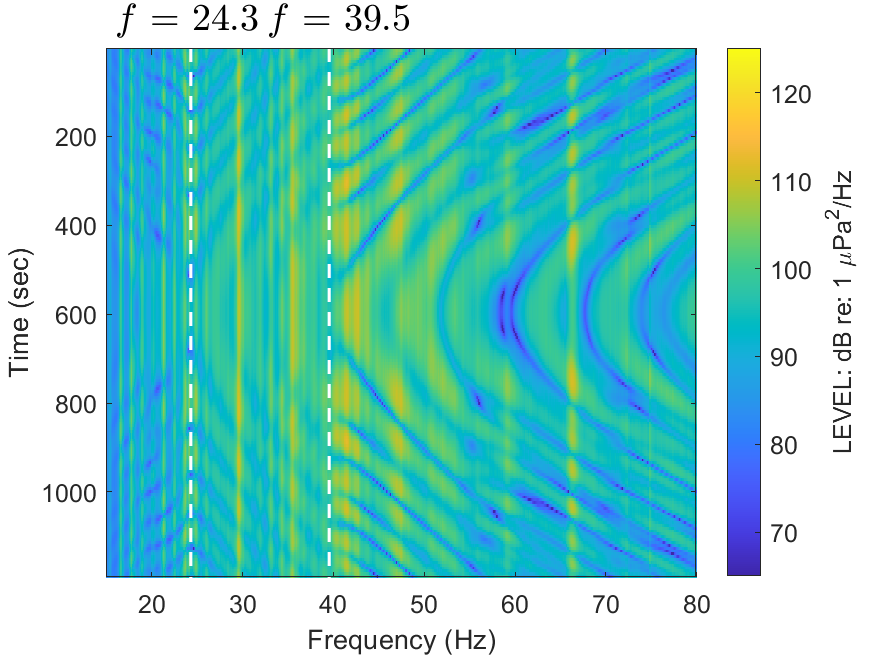 f = 24.3 f = 39.5
200
400
600
800
1000
Time (sec)
20 30 40 50 60 70 80
Frequency (Hz)
120
110
100
90
80
70
LEVEL: dB re: 1 μPa²/Hz